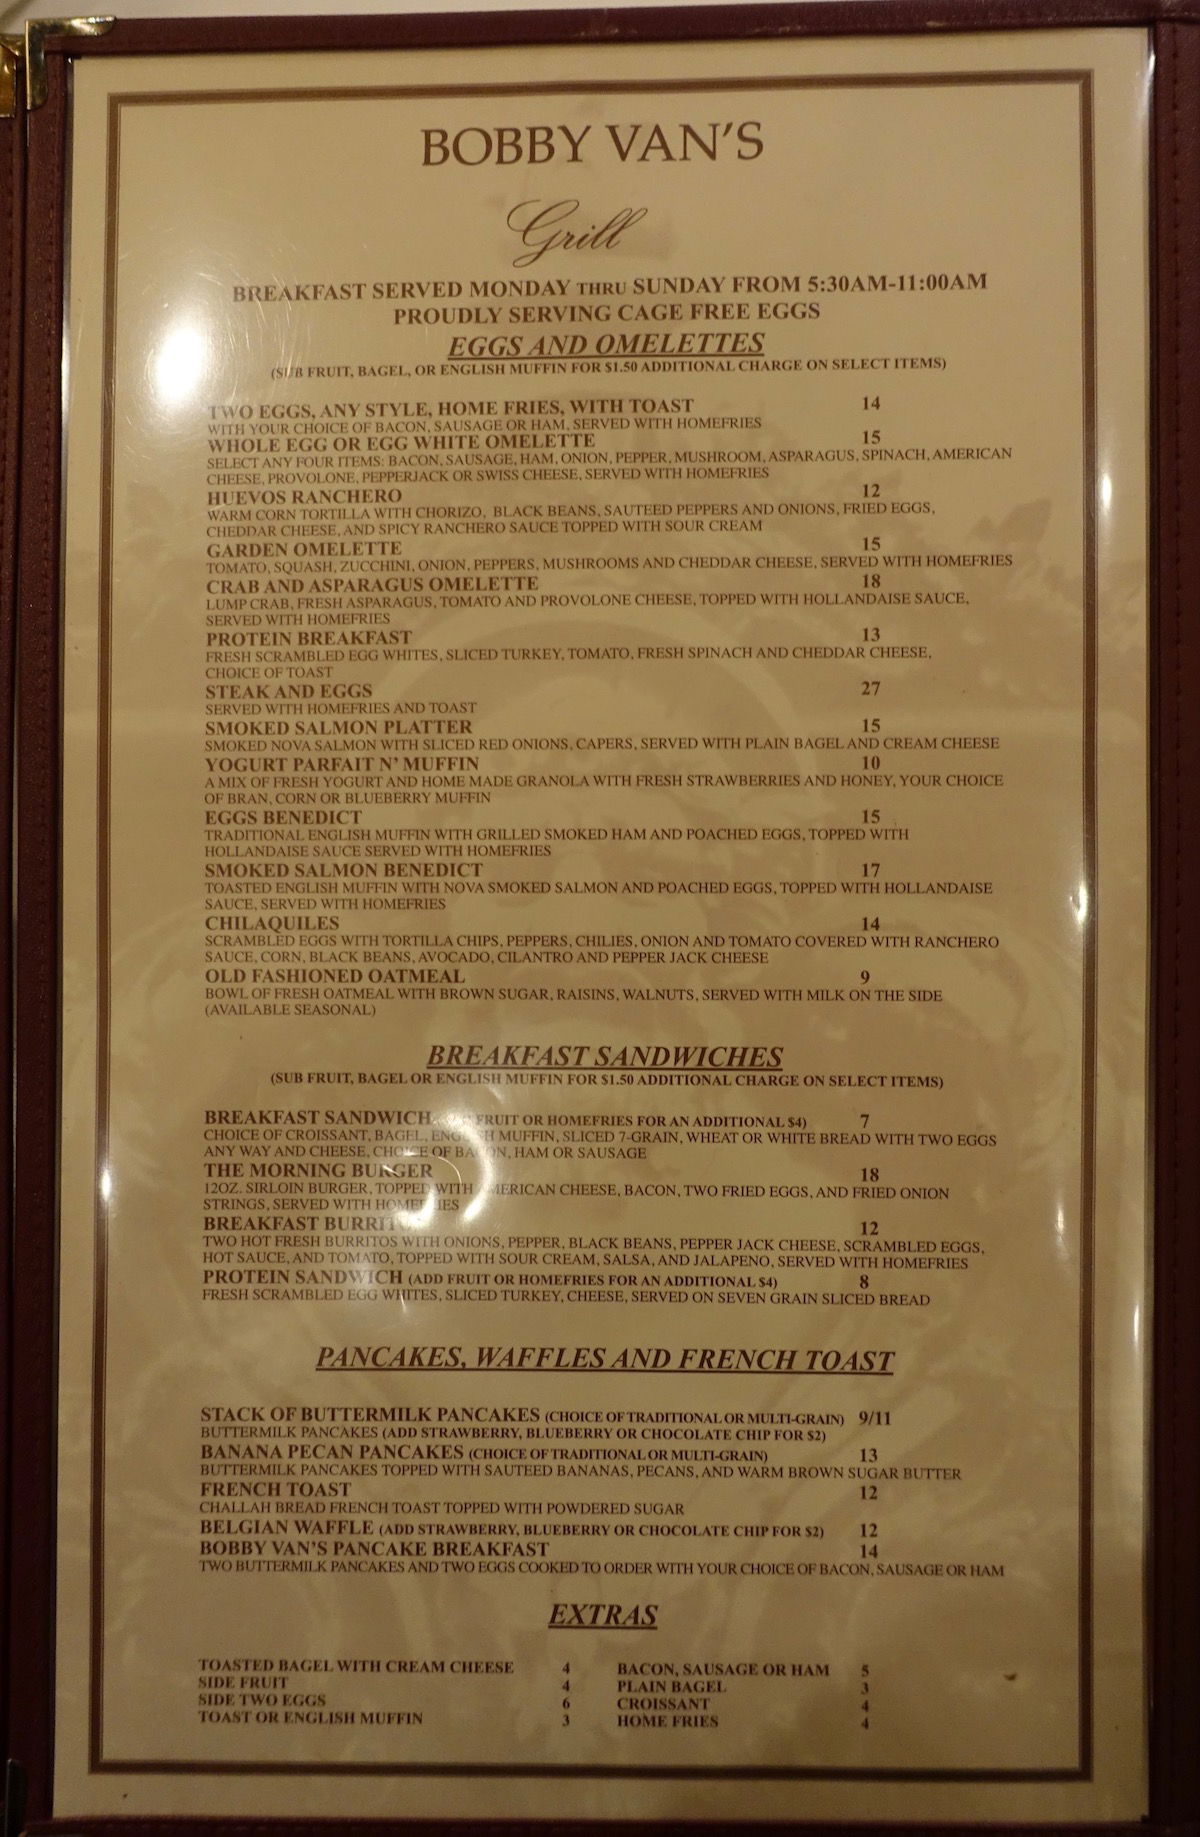 BOBBY VAN'S
Grill
BREAKFAST SERVED MONDAY THRU SUNDAY FROM 5:30AM-11:00AM
PROUDLY SERVING CAGE FREE EGGS
EGGS AND OMELETTES
(SUB FRUIT, BAGEL, OR ENGLISH MUFFIN FOR $1.50 ADDITIONAL CHARGE ON SELECT ITEMS)
TWO EGGS, ANY STYLE, HOME FRIES, WITH TOAST 14
WITH YOUR CHOICE OF BACON, SAUSAGE OR HAM, SERVED WITH HOMEFRIES
WHOLE EGG OR EGG WHITE OMELETTE 15
SELECT ANY FOUR ITEMS: BACON, SAUSAGE, HAM, ONION, PEPPER, MUSHROOM, ASPARAGUS, SPINACH, AMERICAN
CHEESE, PROVOLONE, PEPPERJACK OR SWISS CHEESE, SERVED WITH HOMEFRIES
HUEVOS RANCHERO 12
WARM CORN TORTILLA WITH CHORIZO, BLACK BEANS, SAUTEED PEPPERS AND ONIONS, FRIED EGGS,
CHEDDAR CHEESE, AND SPICY RANCHERO SAUCE TOPPED WITH SOUR CREAM
GARDEN OMELETTE 15
TOMATO, SQUASH, ZUCCHINI, ONION, PEPPERS, MUSHROOMS AND CHEDDAR CHEESE, SERVED WITH HOMEFRIES
CRAB AND ASPARAGUS OMELETTE 18
LUMP CRAB, FRESH ASPARAGUS, TOMATO AND PROVOLONE CHEESE, TOPPED WITH HOLLANDAISE SAUCE,
SERVED WITH HOMEFRIES
PROTEIN BREAKFAST 13
FRESH SCRAMBLED EGG WHITES, SLICED TURKEY, TOMATO, FRESH SPINACH AND CHEDDAR CHEESE,
CHOICE OF TOAST
STEAK AND EGGS 27
SERVED WITH HOMEFRIES AND TOAST
SMOKED SALMON PLATTER 15
SMOKED NOVA SALMON WITH SLICED RED ONIONS, CAPERS, SERVED WITH PLAIN BAGEL AND CREAM CHEESE
YOGURT PARFAIT N' MUFFIN 10
A MIX OF FRESH YOGURT AND HOME MADE GRANOLA WITH FRESH STRAWBERRIES AND HONEY, YOUR CHOICE
OF BRAN, CORN OR BLUEBERRY MUFFIN
EGGS BENEDICT 15
TRADITIONAL ENGLISH MUFFIN WITH GRILLED SMOKED HAM AND POACHED EGGS, TOPPED WITH
HOLLANDAISE SAUCE SERVED WITH HOMEFRIES
SMOKED SALMON BENEDICT 17
TOASTED ENGLISH MUFFIN WITH NOVA SMOKED SALMON AND POACHED EGGS, TOPPED WITH HOLLANDAISE
SAUCE, SERVED WITH HOMEFRIES
CHILAQUILES 14
SCRAMBLED EGGS WITH TORTILLA CHIPS, PEPPERS, CHILIES, ONION AND TOMATO COVERED WITH RANCHERO
SAUCE, CORN, BLACK BEANS, AVOCADO, CILANTRO AND PEPPER JACK CHEESE
OLD FASHIONED OATMEAL 9
BOWL OF FRESH OATMEAL WITH BROWN SUGAR, RAISINS, WALNUTS, SERVED WITH MILK ON THE SIDE
(AVAILABLE SEASONAL)
BREAKFAST SANDWICHES
(SUB FRUIT, BAGEL OR ENGLISH MUFFIN FOR $1.50 ADDITIONAL CHARGE ON SELECT ITEMS)
BREAKFAST SANDWICH FRUIT OR HOMEFRIES FOR AN ADDITIONAL $4) 7
CHOICE OF CROISSANT, BAGEL, ENGLISH MUFFIN, SLICED 7-GRAIN, WHEAT OR WHITE BREAD WITH TWO EGGS
ANY WAY AND CHEESE, CHOICE OF BACON, HAM OR SAUSAGE
THE MORNING BURGER 18
12OZ. SIRLOIN BURGER, TOPPED WITH AMERICAN CHEESE, BACON, TWO FRIED EGGS, AND FRIED ONION
STRINGS, SERVED WITH HOMEFRIES
BREAKFAST 12
TWO HOT FRESH BURRITOS WITH ONIONS, PEPPER, BLACK BEANS, PEPPER JACK CHEESE, SCRAMBLED EGGS,
HOT SAUCE, AND TOMATO, TOPPED WITH SOUR CREAM, SALSA, AND JALAPENO, SERVED WITH HOMEFRIES
PROTEIN SANDWICH (ADD FRUIT OR HOMEFRIES FOR AN ADDITIONAL $4) 8
FRESH SCRAMBLED EGG WHITES, SLICED TURKEY, CHEESE, SERVED ON SEVEN GRAIN SLICED BREAD
PANCAKES, WAFFLES AND FRENCH TOAST
STACK OF BUTTERMILK PANCAKES (CHOICE OF TRADITIONAL OR MULTI-GRAIN) 9/11
BUTTERMILK PANCAKES (ADD STRAWBERRY, BLUEBERRY OR CHOCOLATE CHIP FOR $2)
BANANA PECAN PANCAKES (CHOICE OF TRADITIONAL OR MULTI-GRAIN) 13
BUTTERMILK PANCAKES TOPPED WITH SAUTEED BANANAS, PECANS, AND WARM BROWN SUGAR BUTTER
FRENCH TOAST 12
CHALLAH BREAD FRENCH TOAST TOPPED WITH POWDERED SUGAR
BELGIAN WAFFLE (ADD STRAWBERRY, BLUEBERRY OR CHOCOLATE CHIP FOR $2) 12
BOBBY VAN'S PANCAKE BREAKFAST 14
TWO BUTTERMILK PANCAKES AND TWO EGGS COOKED TO ORDER WITH YOUR CHOICE OF BACON, SAUSAGE OR HAM
EXTRAS
TOASTED BAGEL WITH CREAM CHEESE 4 BACON, SAUSAGE OR HAM 5
SIDE FRUIT 4 PLAIN BAGEL 3
SIDE TWO EGGS 6 CROISSANT 4
TOAST OR ENGLISH MUFFIN 3 HOME FRIES 4